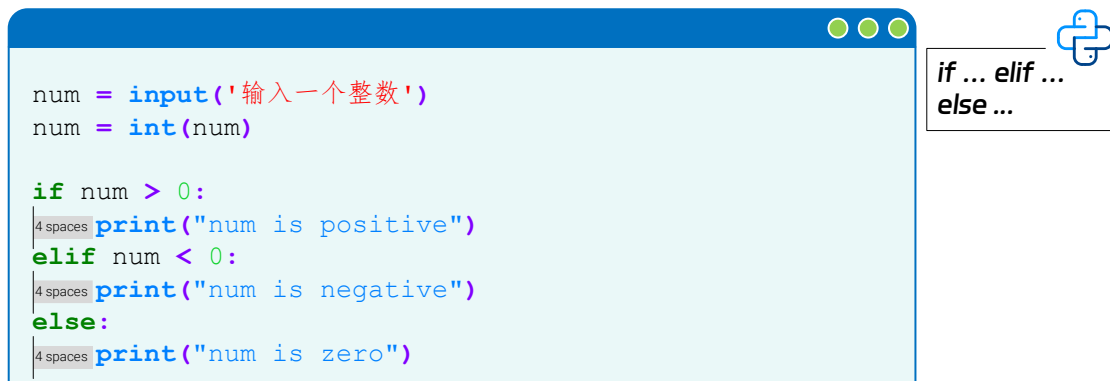 num = input('输入一个整数')
num = int(num)
if num > 0:
4 spaces print("num is positive")
elif num < 0:
4 spaces print("num is negative")
else:
4 spaces print("num is zero")
if ... elif ...
else ...